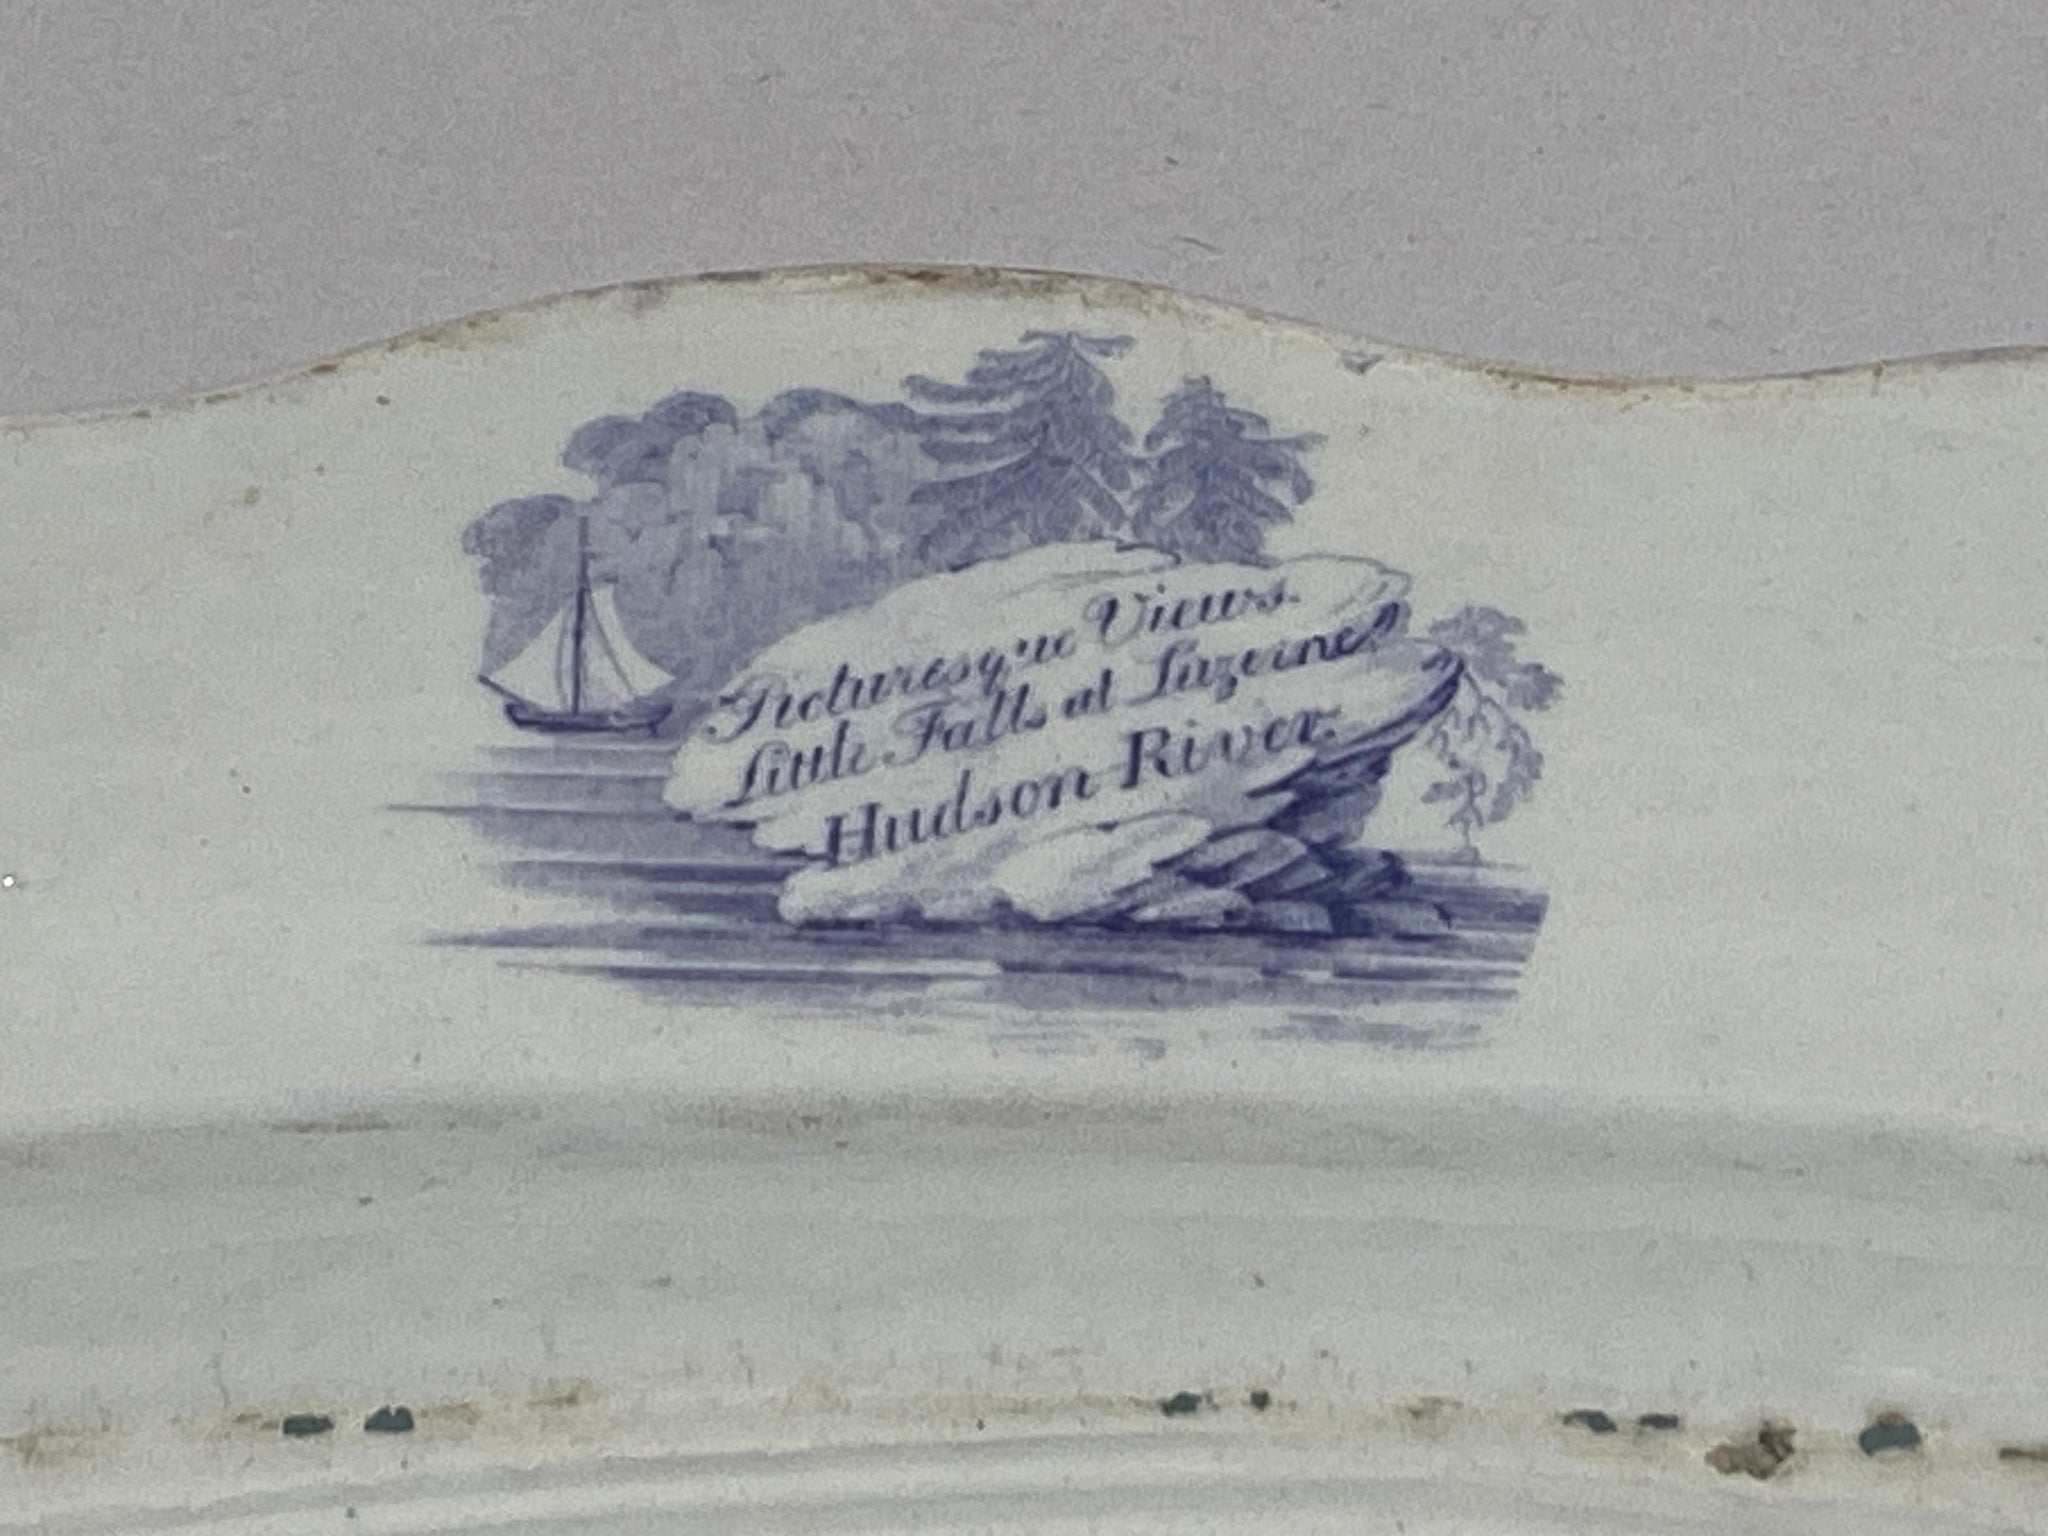 Picturesque Views.
Little Falls at Luzerne
Hudson River.